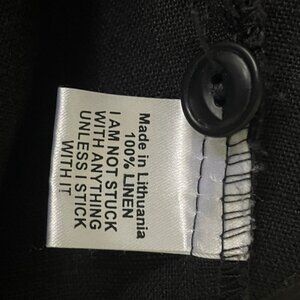 Made in Lithuania
100% LINEN
I AM NOT STUCK
WITH ANYTHING
UNLESS I STICK
WITH IT